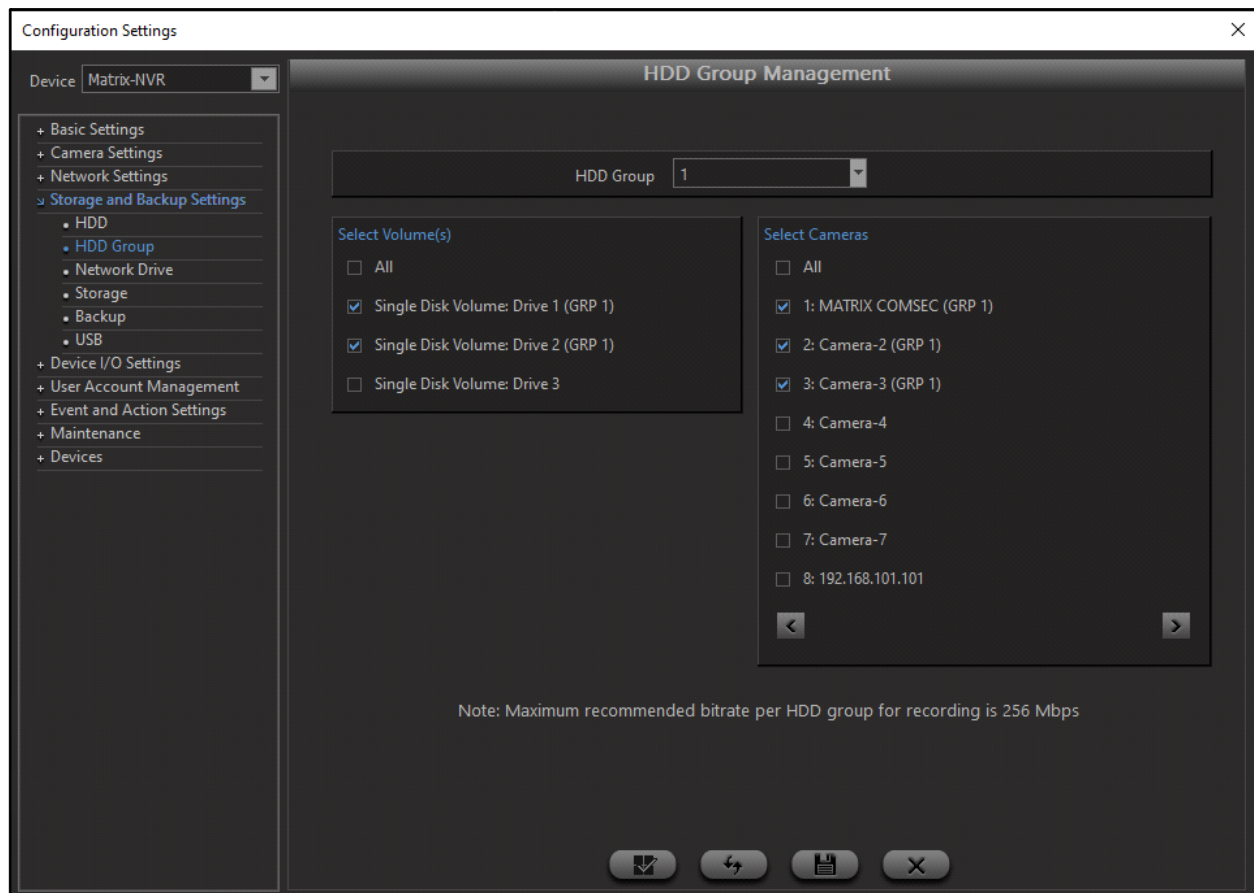 Configuration Settings
Device Matrix-NVR
Basic Settings
Camera Settings
Network Settings
Storage and Backup Settings
HDD
HDD Group
Network Drive
Storage
Backup
USB
Device I/O Settings
User Account Management
Event and Action Settings
Maintenance
Devices
HDD Group Management
HDD Group 1
Select Volume(s)
All
Single Disk Volume: Drive 1 (GRP 1)
Single Disk Volume: Drive 2 (GRP 1)
Single Disk Volume: Drive 3
Select Cameras
All
1: MATRIX COMSEC (GRP 1)
2: Camera-2 (GRP 1)
3: Camera-3 (GRP 1)
4: Camera-4
5: Camera-5
6: Camera-6
7: Camera-7
8: 192.168.101.101
Note: Maximum recommended bitrate per HDD group for recording is 256 Mbps